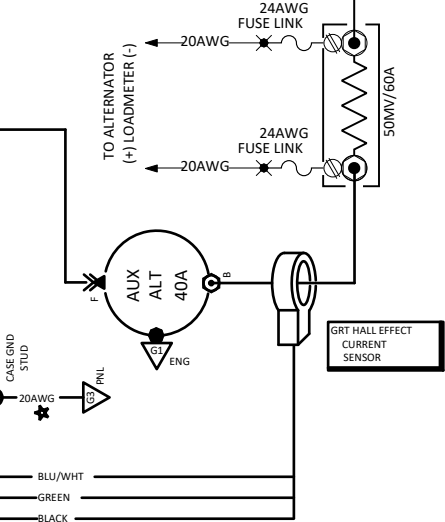 24AWG
FUSE LINK
20AWG
TO ALTERNATOR
(+) LOADMETER (-)
50MV/60A
24AWG
FUSE LINK
20AWG
AUX
ALT
40A
F
B
G1
ENG
GRT HALL EFFECT
CURRENT
SENSOR
CASE GND
STUD
20AWG
G3
PNL
BLU/WHT
GREEN
BLACK